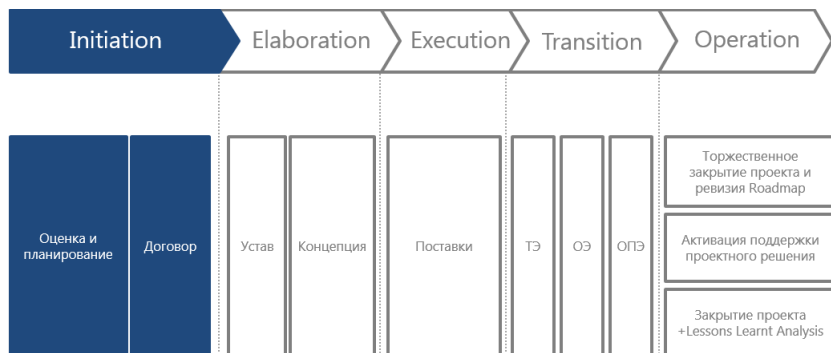 Initiation
Elaboration
Execution
Transition
Operation
Оценка и
планирование
Договор
Устав
Концепция
Поставки
ТЭ
ОЭ
ОПЭ
Торжественное
закрытие проекта и
ревизия Roadmap
Активация поддержки
проектного решения
Закрытие проекта
+Lessons Learnt Analysis